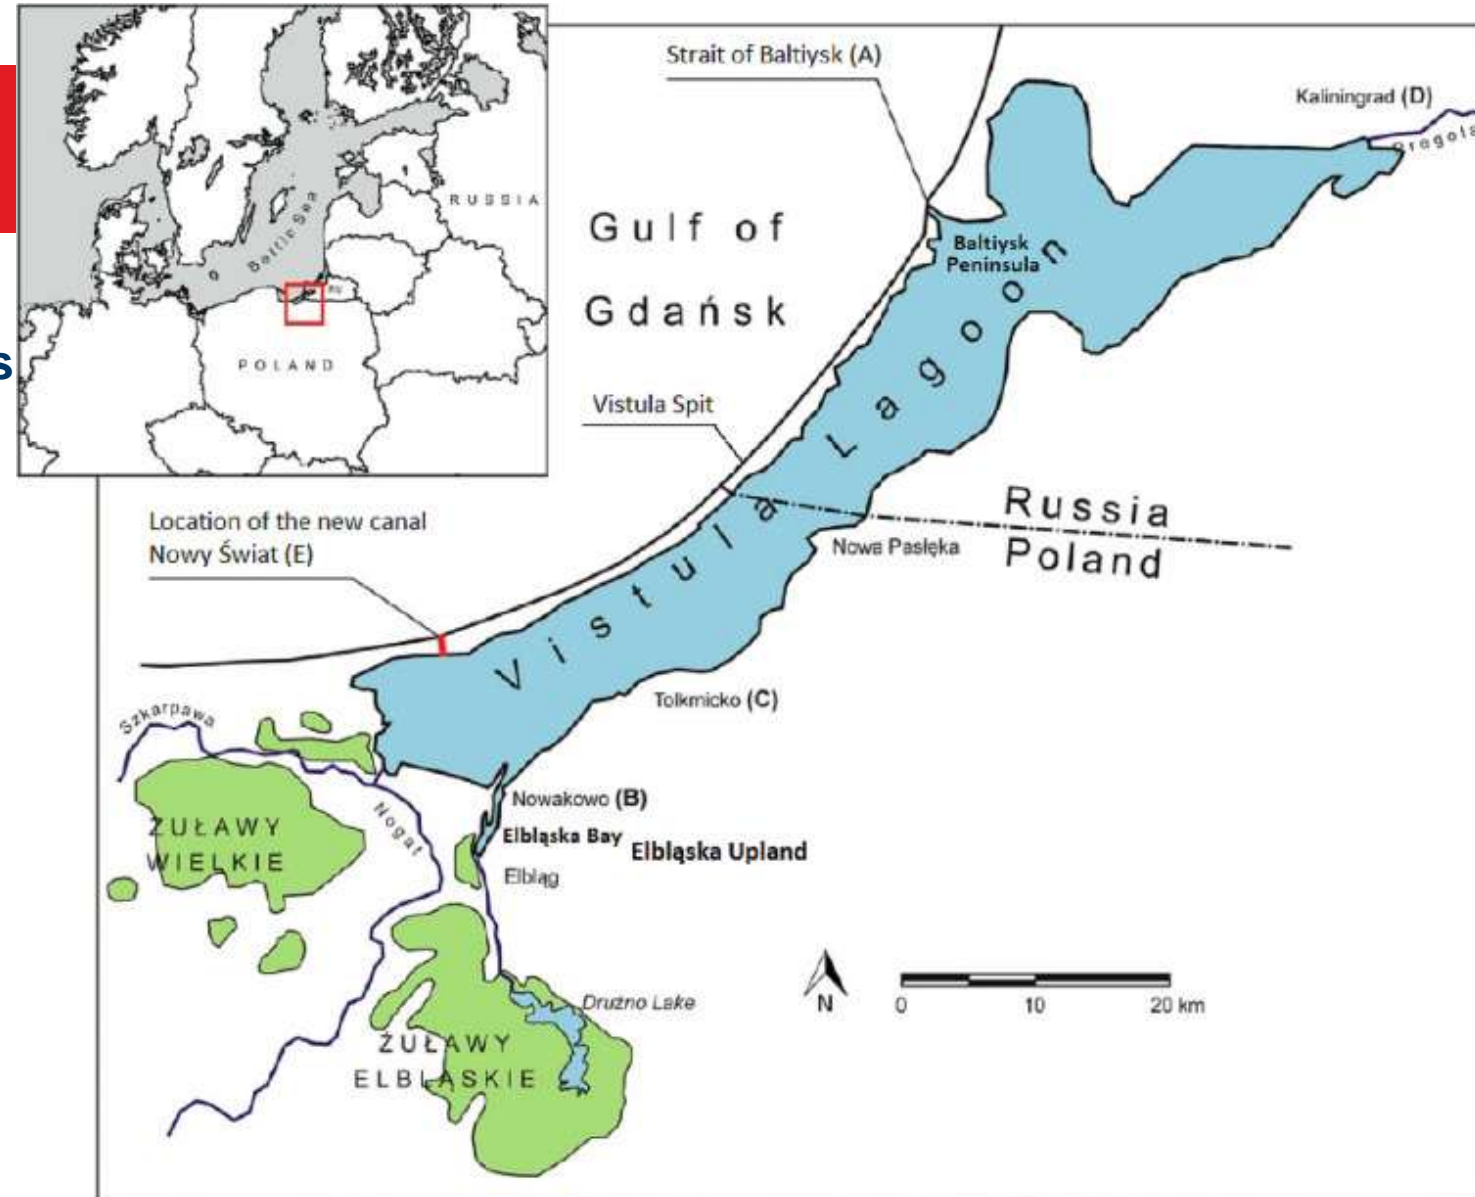 s
RUSSIA
Baltic Sea
POLAND
Strait of Baltiysk (A)
Kaliningrad (D)
Gulf of
Gdańsk
Baltiysk
Peninsula
Vistula Spit
Vistula Lagoon
Location of the new canal
Nowy Świat (E)
Russia
Poland
Nowa Pasłęka
Tolkmicko (C)
Szkarpawa
Nogat
Nowakowo (B)
Elbląska Bay
Elbląska Upland
Elbląg
ŻUŁAWY
WIELKIE
Drużno Lake
ŻUŁAWY
ELBLĄSKIE
N
0 10 20 km